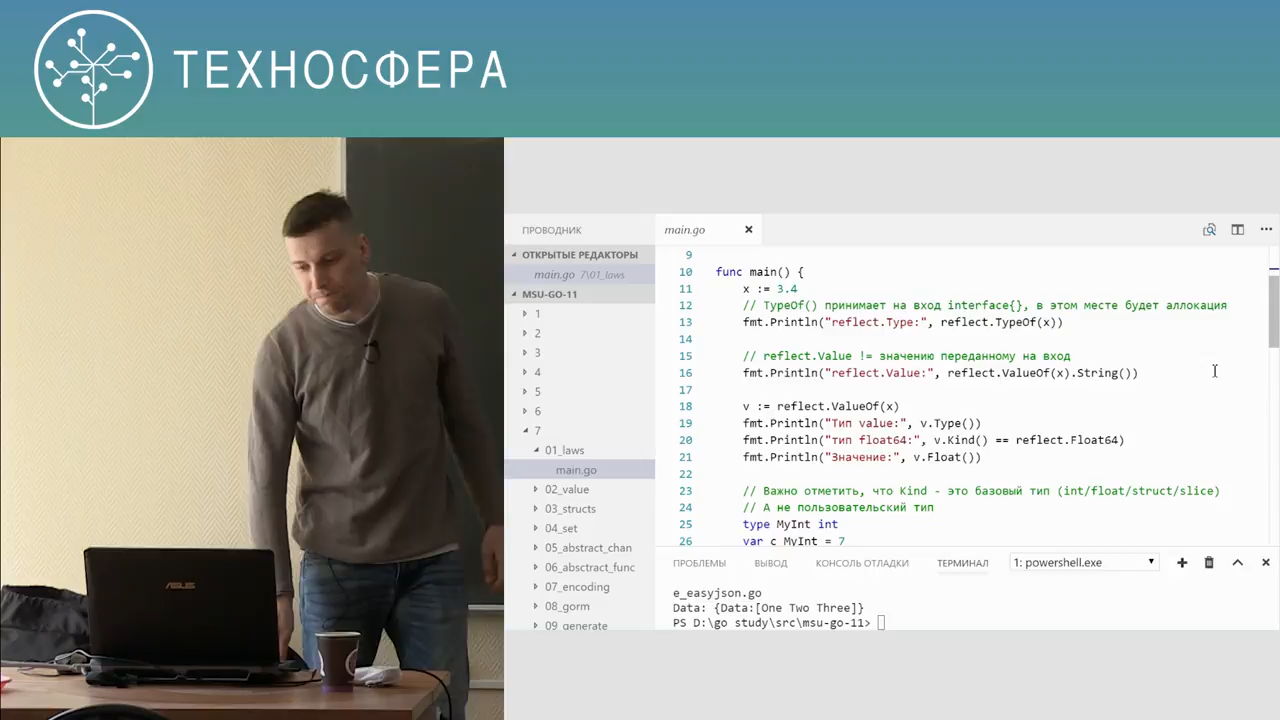 ТЕХНОСФЕРА
ПРОВОДНИК
ОТКРЫТЫЕ РЕДАКТОРЫ
main.go 7\01_laws
MSU-GO-11
1
2
3
4
5
6
7
01_laws
main.go
02_value
03_structs
04_set
05_abstract_chan
06_absctract_func
07_encoding
08_gorm
09_generate
main.go
9
10 func main() {
11 x := 3.4
12 // TypeOf() принимает на вход interface{}, в этом месте будет аллокация
13 fmt.Println("reflect.Type:", reflect.TypeOf(x))
14
15 // reflect.Value != значению переданному на вход
16 fmt.Println("reflect.Value:", reflect.ValueOf(x).String())
17
18 v := reflect.ValueOf(x)
19 fmt.Println("Тип value:", v.Type())
20 fmt.Println("тип float64:", v.Kind() == reflect.Float64)
21 fmt.Println("Значение:", v.Float())
22
23 // Важно отметить, что Kind - это базовый тип (int/float/struct/slice)
24 // А не пользовательский тип
25 type MyInt int
26 var c MyInt = 7
ПРОБЛЕМЫ ВЫВОД КОНСОЛЬ ОТЛАДКИ ТЕРМИНАЛ 1: powershell.exe
e_easyjson.go
Data: {Data:[One Two Three]}
PS D:\go study\src\msu-go-11>
ASUS